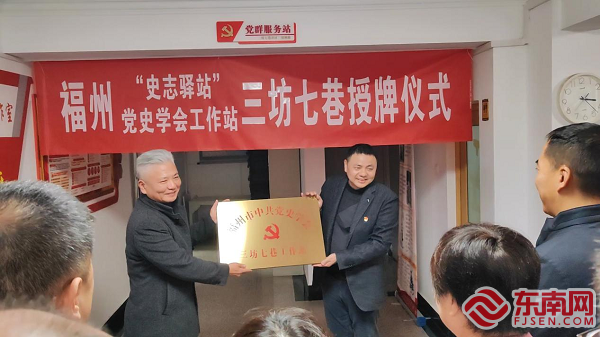 党群服务站
福州 “史志驿站” 党史学会工作站 三坊七巷授牌仪式
福州市中共党史学会
三坊七巷工作站
东南网
FJSEN.COM